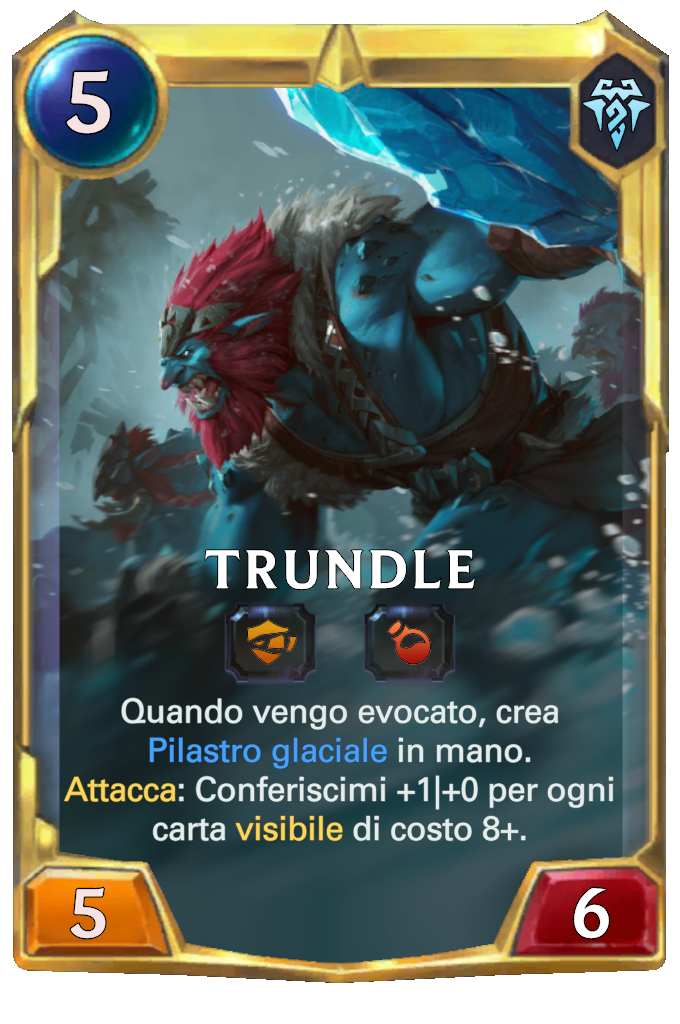 5
TRUNDLE
Quando vengo evocato, crea
Pilastro glaciale in mano.
Attacca: Conferiscimi +1|+0 per ogni
carta visibile di costo 8+.
5
6